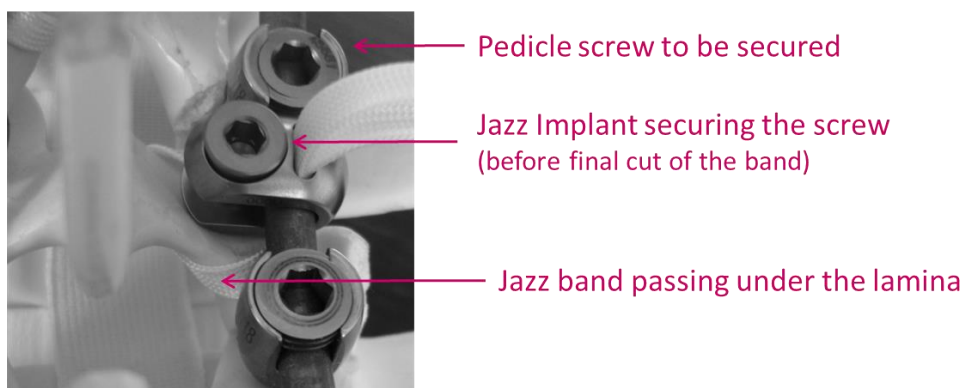 Pedicle screw to be secured
Jazz Implant securing the screw
(before final cut of the band)
Jazz band passing under the lamina